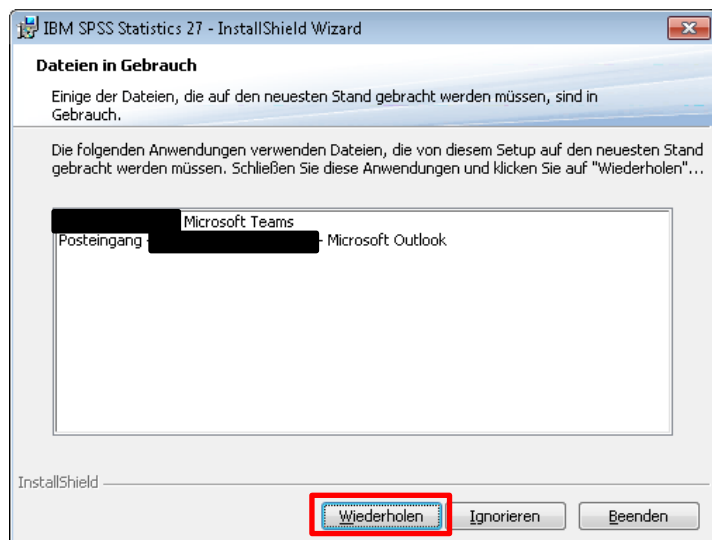 IBM SPSS Statistics 27 - InstallShield Wizard
Dateien in Gebrauch
Einige der Dateien, die auf den neuesten Stand gebracht werden müssen, sind in
Gebrauch.
Die folgenden Anwendungen verwenden Dateien, die von diesem Setup auf den neuesten Stand
gebracht werden müssen. Schließen Sie diese Anwendungen und klicken Sie auf "Wiederholen"...
Microsoft Teams
Posteingang - - Microsoft Outlook
InstallShield
Wiederholen Ignorieren Beenden